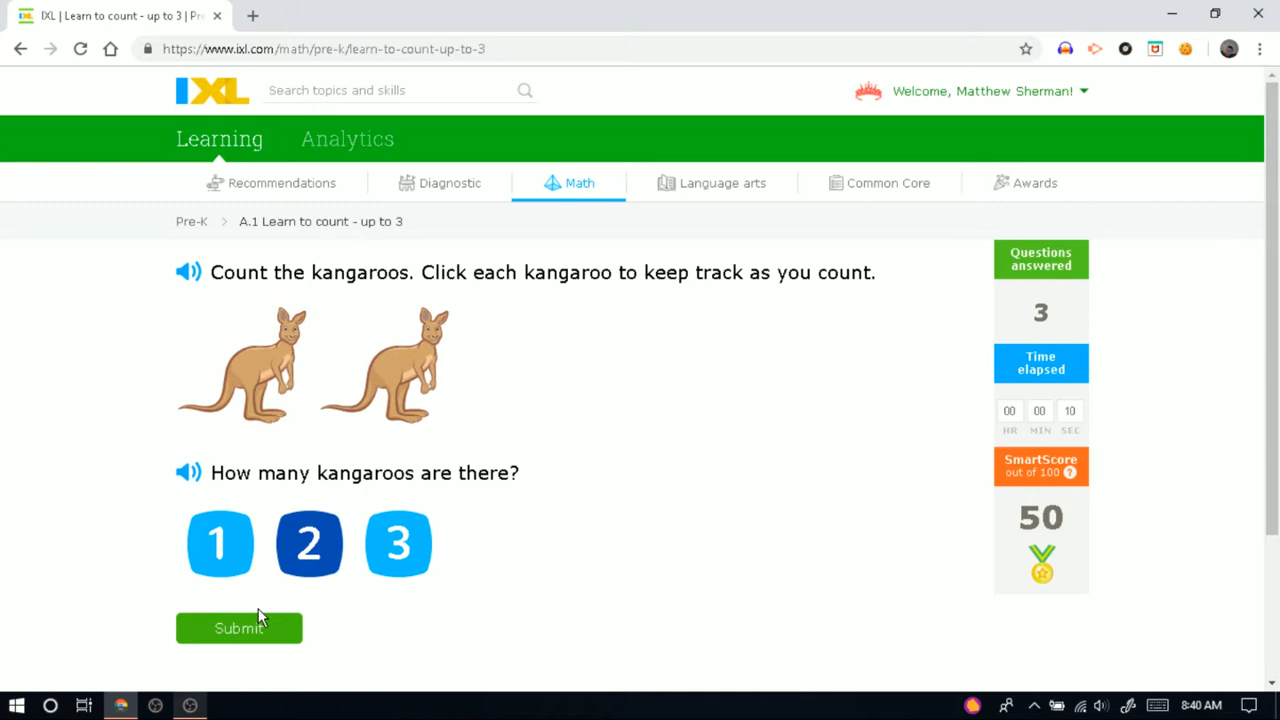 IXL | Learn to count - up to 3 | Pre
https://www.ixl.com/math/pre-k/learn-to-count-up-to-3
IXL
Search topics and skills
Welcome, Matthew Sherman!
Learning
Analytics
Recommendations
Diagnostic
Math
Language arts
Common Core
Awards
Pre-K > A.1 Learn to count - up to 3
Count the kangaroos. Click each kangaroo to keep track as you count.
How many kangaroos are there?
1 2 3
Submit
Questions
answered
3
Time
elapsed
00 00 10
HR MIN SEC
SmartScore
out of 100 ?
50
8:40 AM